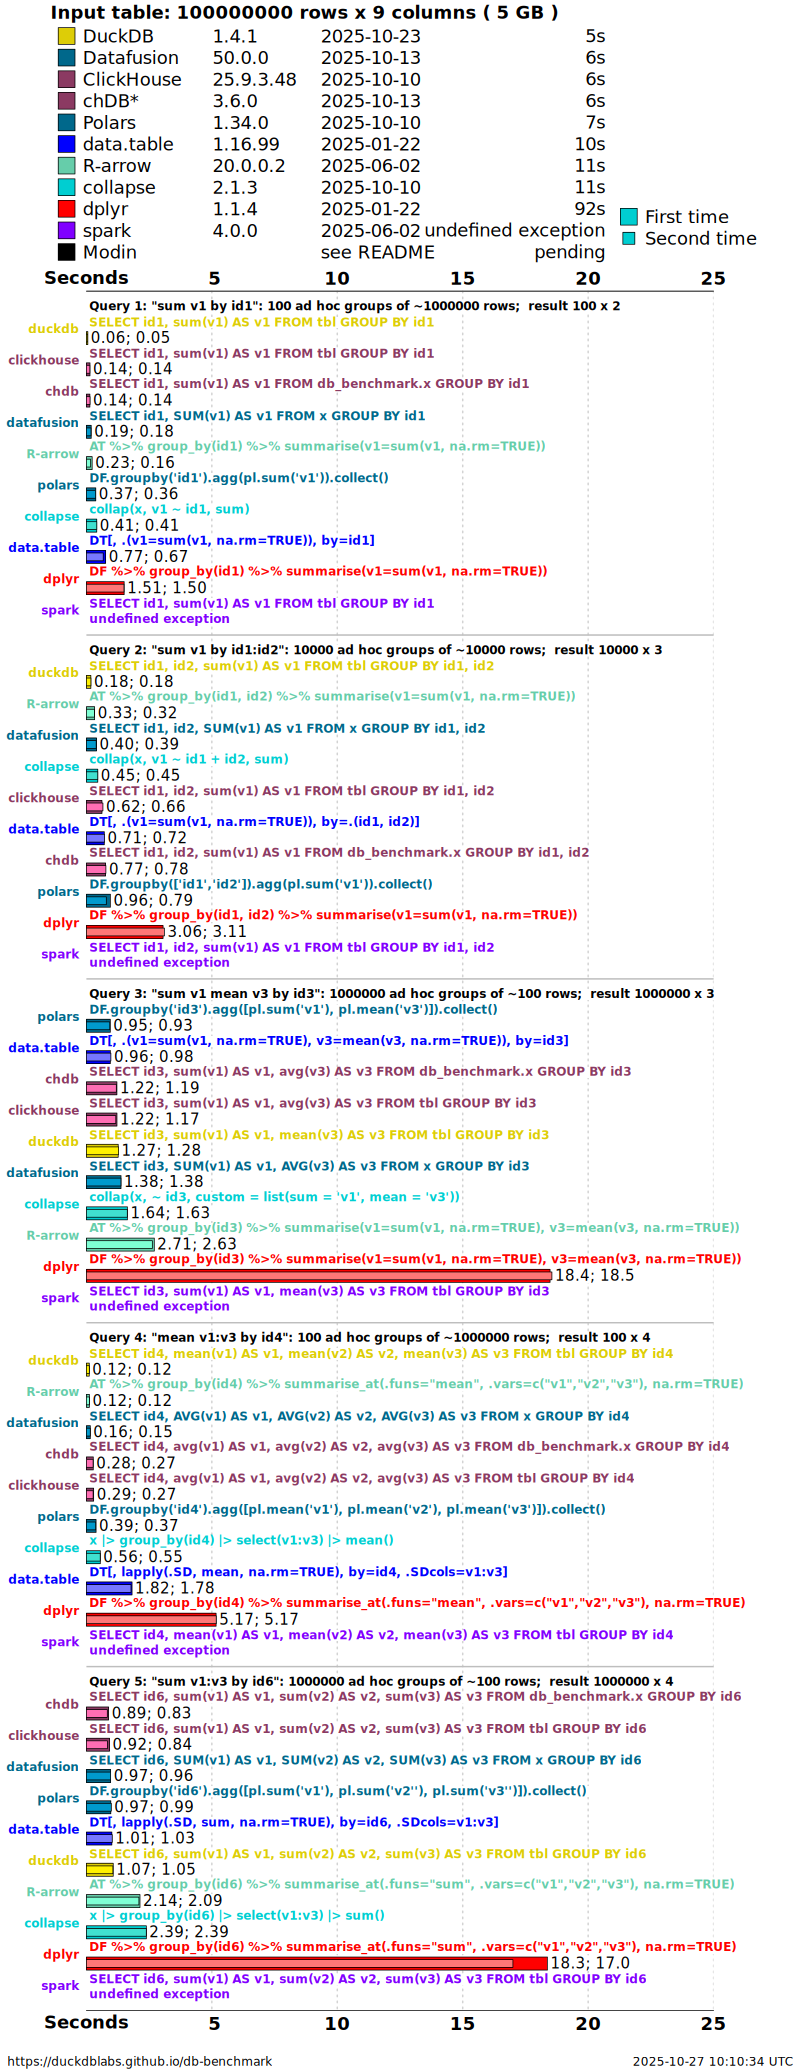 Input table: 100000000 rows x 9 columns ( 5 GB )
DuckDB 1.4.1 2025-10-23 5s
Datafusion 50.0.0 2025-10-13 6s
ClickHouse 25.9.3.48 2025-10-10 6s
chDB* 3.6.0 2025-10-13 6s
Polars 1.34.0 2025-10-10 7s
data.table 1.16.99 2025-01-22 10s
R-arrow 20.0.0.2 2025-06-02 11s
collapse 2.1.3 2025-10-10 11s
dplyr 1.1.4 2025-01-22 92s
spark 4.0.0 2025-06-02 undefined exception
Modin see README pending
First time
Second time
Seconds 5 10 15 20 25
Query 1: "sum v1 by id1": 100 ad hoc groups of ~1000000 rows; result 100 x 2
SELECT id1, sum(v1) AS v1 FROM tbl GROUP BY id1
duckdb 0.06; 0.05
SELECT id1, sum(v1) AS v1 FROM tbl GROUP BY id1
clickhouse 0.14; 0.14
SELECT id1, sum(v1) AS v1 FROM db_benchmark.x GROUP BY id1
chdb 0.14; 0.14
SELECT id1, SUM(v1) AS v1 FROM x GROUP BY id1
datafusion 0.19; 0.18
AT %>% group_by(id1) %>% summarise(v1=sum(v1, na.rm=TRUE))
R-arrow 0.23; 0.16
DF.groupby('id1').agg(pl.sum('v1')).collect()
polars 0.37; 0.36
collap(x, v1 ~ id1, sum)
collapse 0.41; 0.41
DT[, .(v1=sum(v1, na.rm=TRUE)), by=id1]
data.table 0.77; 0.67
DF %>% group_by(id1) %>% summarise(v1=sum(v1, na.rm=TRUE))
dplyr 1.51; 1.50
SELECT id1, sum(v1) AS v1 FROM tbl GROUP BY id1
spark undefined exception
Query 2: "sum v1 by id1:id2": 10000 ad hoc groups of ~10000 rows; result 10000 x 3
SELECT id1, id2, sum(v1) AS v1 FROM tbl GROUP BY id1, id2
duckdb 0.18; 0.18
AT %>% group_by(id1, id2) %>% summarise(v1=sum(v1, na.rm=TRUE))
R-arrow 0.33; 0.32
SELECT id1, id2, SUM(v1) AS v1 FROM x GROUP BY id1, id2
datafusion 0.40; 0.39
collap(x, v1 ~ id1 + id2, sum)
collapse 0.45; 0.45
SELECT id1, id2, sum(v1) AS v1 FROM tbl GROUP BY id1, id2
clickhouse 0.62; 0.66
DT[, .(v1=sum(v1, na.rm=TRUE)), by=.(id1, id2)]
data.table 0.71; 0.72
SELECT id1, id2, sum(v1) AS v1 FROM db_benchmark.x GROUP BY id1, id2
chdb 0.77; 0.78
DF.groupby(['id1','id2']).agg(pl.sum('v1')).collect()
polars 0.96; 0.79
DF %>% group_by(id1, id2) %>% summarise(v1=sum(v1, na.rm=TRUE))
dplyr 3.06; 3.11
SELECT id1, id2, sum(v1) AS v1 FROM tbl GROUP BY id1, id2
spark undefined exception
Query 3: "sum v1 mean v3 by id3": 1000000 ad hoc groups of ~100 rows; result 1000000 x 3
DF.groupby('id3').agg([pl.sum('v1'), pl.mean('v3')]).collect()
polars 0.95; 0.93
DT[, .(v1=sum(v1, na.rm=TRUE), v3=mean(v3, na.rm=TRUE)), by=id3]
data.table 0.96; 0.98
SELECT id3, sum(v1) AS v1, avg(v3) AS v3 FROM db_benchmark.x GROUP BY id3
chdb 1.22; 1.19
SELECT id3, sum(v1) AS v1, avg(v3) AS v3 FROM tbl GROUP BY id3
clickhouse 1.22; 1.17
SELECT id3, sum(v1) AS v1, mean(v3) AS v3 FROM tbl GROUP BY id3
duckdb 1.27; 1.28
SELECT id3, SUM(v1) AS v1, AVG(v3) AS v3 FROM x GROUP BY id3
datafusion 1.38; 1.38
collap(x, ~ id3, custom = list(sum = 'v1', mean = 'v3'))
collapse 1.64; 1.63
AT %>% group_by(id3) %>% summarise(v1=sum(v1, na.rm=TRUE), v3=mean(v3, na.rm=TRUE))
R-arrow 2.71; 2.63
DF %>% group_by(id3) %>% summarise(v1=sum(v1, na.rm=TRUE), v3=mean(v3, na.rm=TRUE))
dplyr 18.4; 18.5
SELECT id3, sum(v1) AS v1, mean(v3) AS v3 FROM tbl GROUP BY id3
spark undefined exception
Query 4: "mean v1:v3 by id4": 100 ad hoc groups of ~1000000 rows; result 100 x 4
SELECT id4, mean(v1) AS v1, mean(v2) AS v2, mean(v3) AS v3 FROM tbl GROUP BY id4
duckdb 0.12; 0.12
AT %>% group_by(id4) %>% summarise_at(.funs="mean", .vars=c("v1","v2","v3"), na.rm=TRUE)
R-arrow 0.12; 0.12
SELECT id4, AVG(v1) AS v1, AVG(v2) AS v2, AVG(v3) AS v3 FROM x GROUP BY id4
datafusion 0.16; 0.15
SELECT id4, avg(v1) AS v1, avg(v2) AS v2, avg(v3) AS v3 FROM db_benchmark.x GROUP BY id4
chdb 0.28; 0.27
SELECT id4, avg(v1) AS v1, avg(v2) AS v2, avg(v3) AS v3 FROM tbl GROUP BY id4
clickhouse 0.29; 0.27
DF.groupby('id4').agg([pl.mean('v1'), pl.mean('v2'), pl.mean('v3')]).collect()
polars 0.39; 0.37
x |> group_by(id4) |> select(v1:v3) |> mean()
collapse 0.56; 0.55
DT[, lapply(.SD, mean, na.rm=TRUE), by=id4, .SDcols=v1:v3]
data.table 1.82; 1.78
DF %>% group_by(id4) %>% summarise_at(.funs="mean", .vars=c("v1","v2","v3"), na.rm=TRUE)
dplyr 5.17; 5.17
SELECT id4, mean(v1) AS v1, mean(v2) AS v2, mean(v3) AS v3 FROM tbl GROUP BY id4
spark undefined exception
Query 5: "sum v1:v3 by id6": 1000000 ad hoc groups of ~100 rows; result 1000000 x 4
SELECT id6, sum(v1) AS v1, sum(v2) AS v2, sum(v3) AS v3 FROM db_benchmark.x GROUP BY id6
chdb 0.89; 0.83
SELECT id6, sum(v1) AS v1, sum(v2) AS v2, sum(v3) AS v3 FROM tbl GROUP BY id6
clickhouse 0.92; 0.84
SELECT id6, SUM(v1) AS v1, SUM(v2) AS v2, SUM(v3) AS v3 FROM x GROUP BY id6
datafusion 0.97; 0.96
DF.groupby('id6').agg([pl.sum('v1'), pl.sum('v2''), pl.sum('v3'')]).collect()
polars 0.97; 0.99
DT[, lapply(.SD, sum, na.rm=TRUE), by=id6, .SDcols=v1:v3]
data.table 1.01; 1.03
SELECT id6, sum(v1) AS v1, sum(v2) AS v2, sum(v3) AS v3 FROM tbl GROUP BY id6
duckdb 1.07; 1.05
AT %>% group_by(id6) %>% summarise_at(.funs="sum", .vars=c("v1","v2","v3"), na.rm=TRUE)
R-arrow 2.14; 2.09
x |> group_by(id6) |> select(v1:v3) |> sum()
collapse 2.39; 2.39
DF %>% group_by(id6) %>% summarise_at(.funs="sum", .vars=c("v1","v2","v3"), na.rm=TRUE)
dplyr 18.3; 17.0
SELECT id6, sum(v1) AS v1, sum(v2) AS v2, sum(v3) AS v3 FROM tbl GROUP BY id6
spark undefined exception
Seconds 5 10 15 20 25
https://duckdblabs.github.io/db-benchmark 2025-10-27 10:10:34 UTC